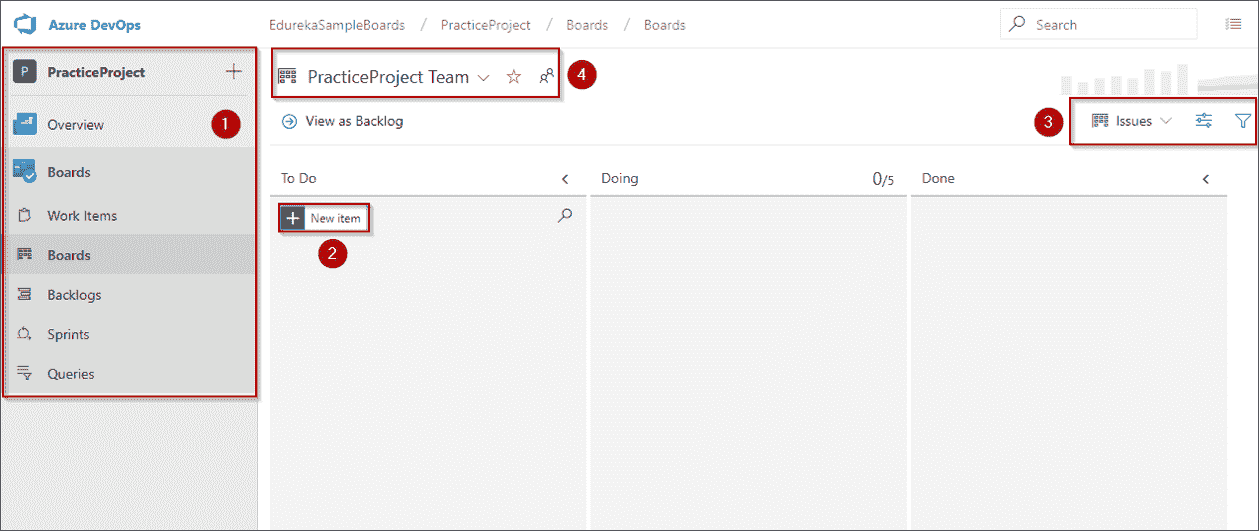 Azure DevOps
EdurekaSampleBoards / PracticeProject / Boards / Boards
Search
P PracticeProject
PracticeProject Team
4
Overview
1
View as Backlog
3
Issues
Boards
To Do
Doing
0/5
Done
Work Items
New item
2
Boards
Backlogs
Sprints
Queries